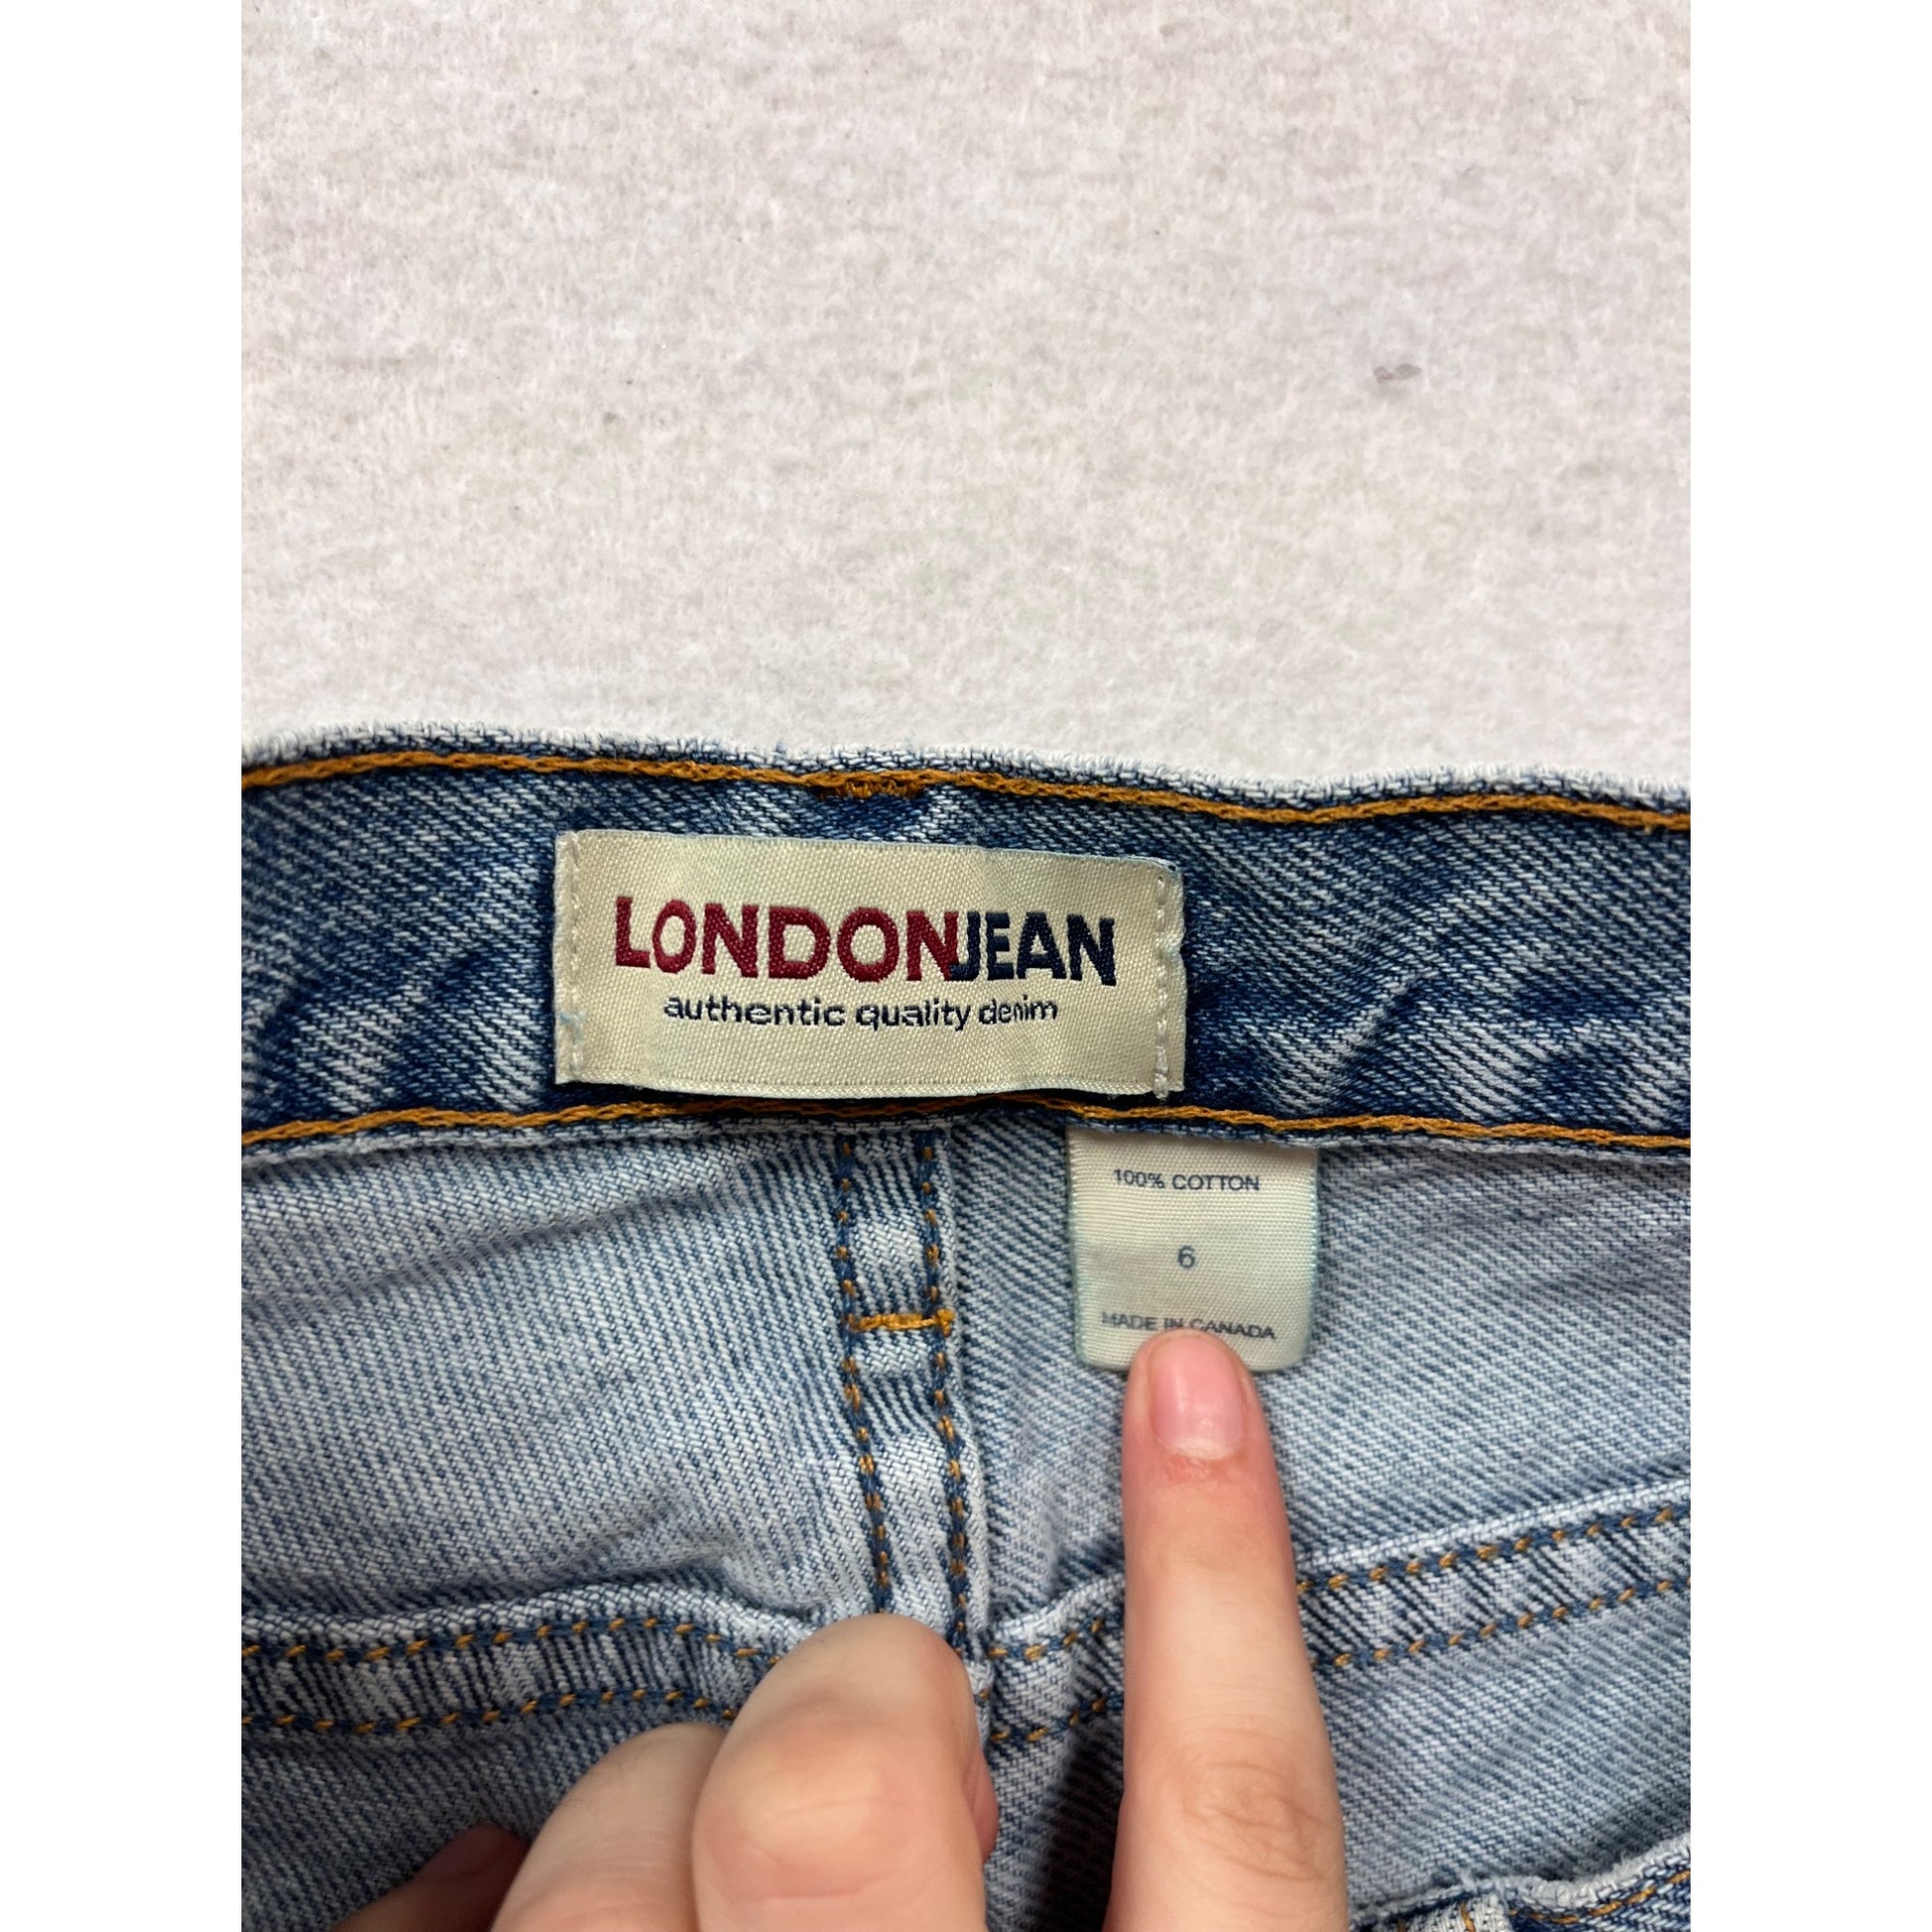 LONDONJEAN
authentic quality denim
100% COTTON
6
MADE IN CANADA